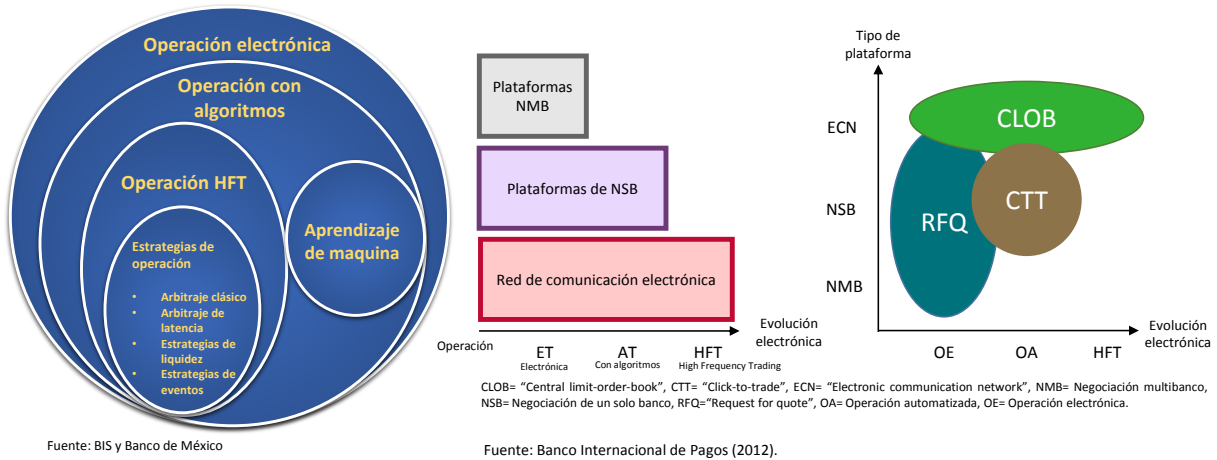 Operación electrónica
Operación con
algoritmos
Operación HFT
Aprendizaje
de maquina
Estrategias de
operación
• Arbitraje clásico
• Arbitraje de
latencia
• Estrategias de
liquidez
• Estrategias de
eventos
Fuente: BIS y Banco de México
Plataformas
NMB
Plataformas de NSB
Red de comunicación electrónica
Operación
ET
Electrónica
AT
Con algoritmos
HFT
High Frequency Trading
Evolución
electrónica
Tipo de
plataforma
ECN
NSB
NMB
CLOB
CTT
RFQ
OE
OA
HFT
Evolución
electrónica
CLOB= “Central limit-order-book”, CTT= “Click-to-trade”, ECN= “Electronic communication network”, NMB= Negociación multibanco,
NSB= Negociación de un solo banco, RFQ=“Request for quote”, OA= Operación automatizada, OE= Operación electrónica.
Fuente: Banco Internacional de Pagos (2012).